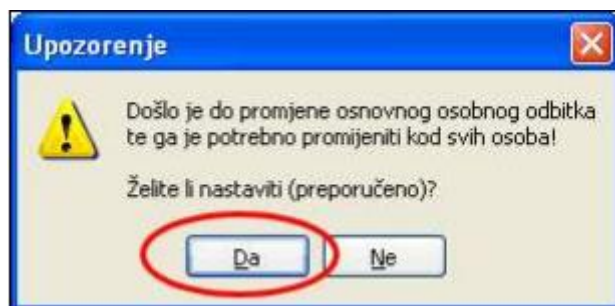 Upozorenje
Došlo je do promjene osnovnog osobnog odbitka
te ga je potrebno promijeniti kod svih osoba!
Želite li nastaviti (preporučeno)?
Da Ne